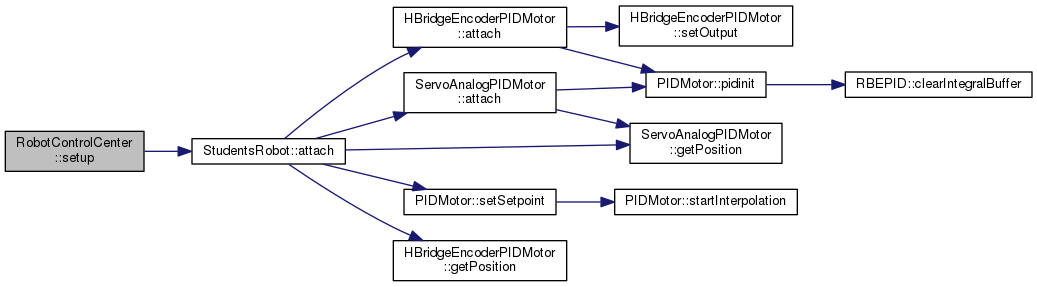 RobotControlCenter
::setup
StudentsRobot::attach
HBridgeEncoderPIDMotor
::attach
ServoAnalogPIDMotor
::attach
PIDMotor::setSetpoint
HBridgeEncoderPIDMotor
::getPosition
HBridgeEncoderPIDMotor
::setOutput
PIDMotor::pidinit
ServoAnalogPIDMotor
::getPosition
PIDMotor::startInterpolation
RBEPID::clearIntegralBuffer